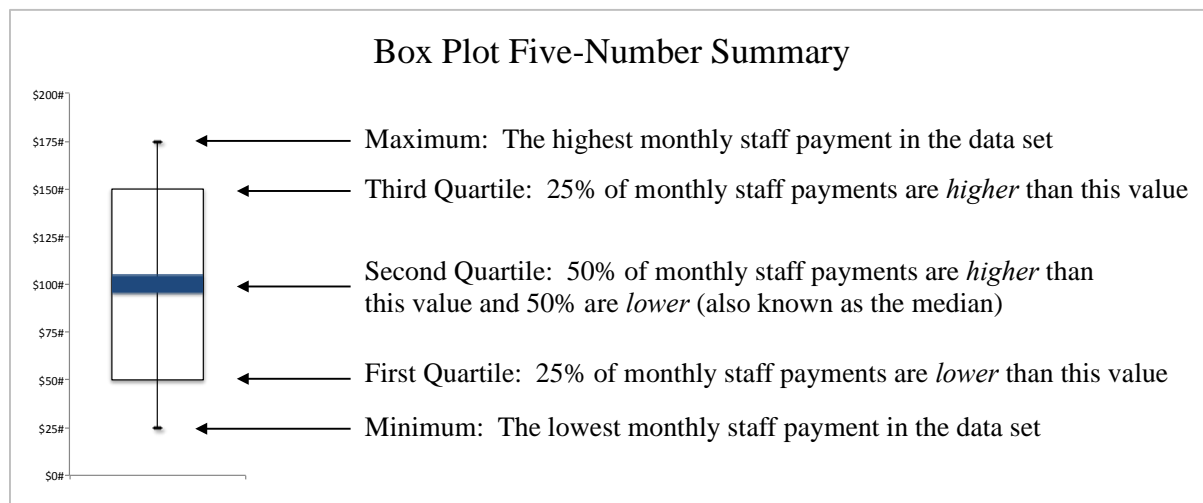 Box Plot Five-Number Summary
$200#
$175#
$150#
$125#
$100#
$75#
$50#
$25#
$0#
Maximum: The highest monthly staff payment in the data set
Third Quartile: 25% of monthly staff payments are higher than this value
Second Quartile: 50% of monthly staff payments are higher than
this value and 50% are lower (also known as the median)
First Quartile: 25% of monthly staff payments are lower than this value
Minimum: The lowest monthly staff payment in the data set